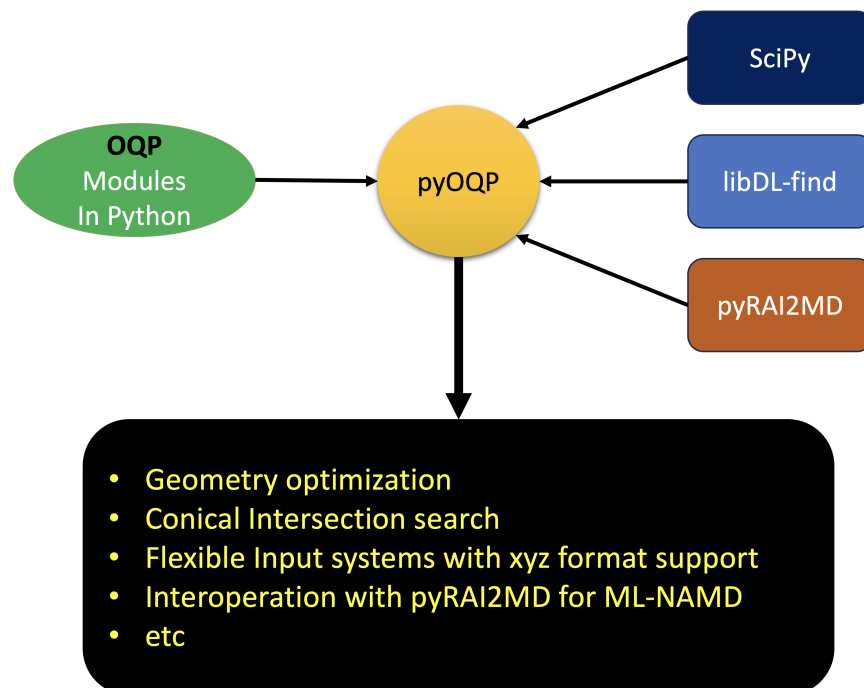 OQP
Modules
In Python
pyOQP
SciPy
libDL-find
pyRAI2MD
• Geometry optimization
• Conical Intersection search
• Flexible Input systems with xyz format support
• Interoperation with pyRAI2MD for ML-NAMD
• etc